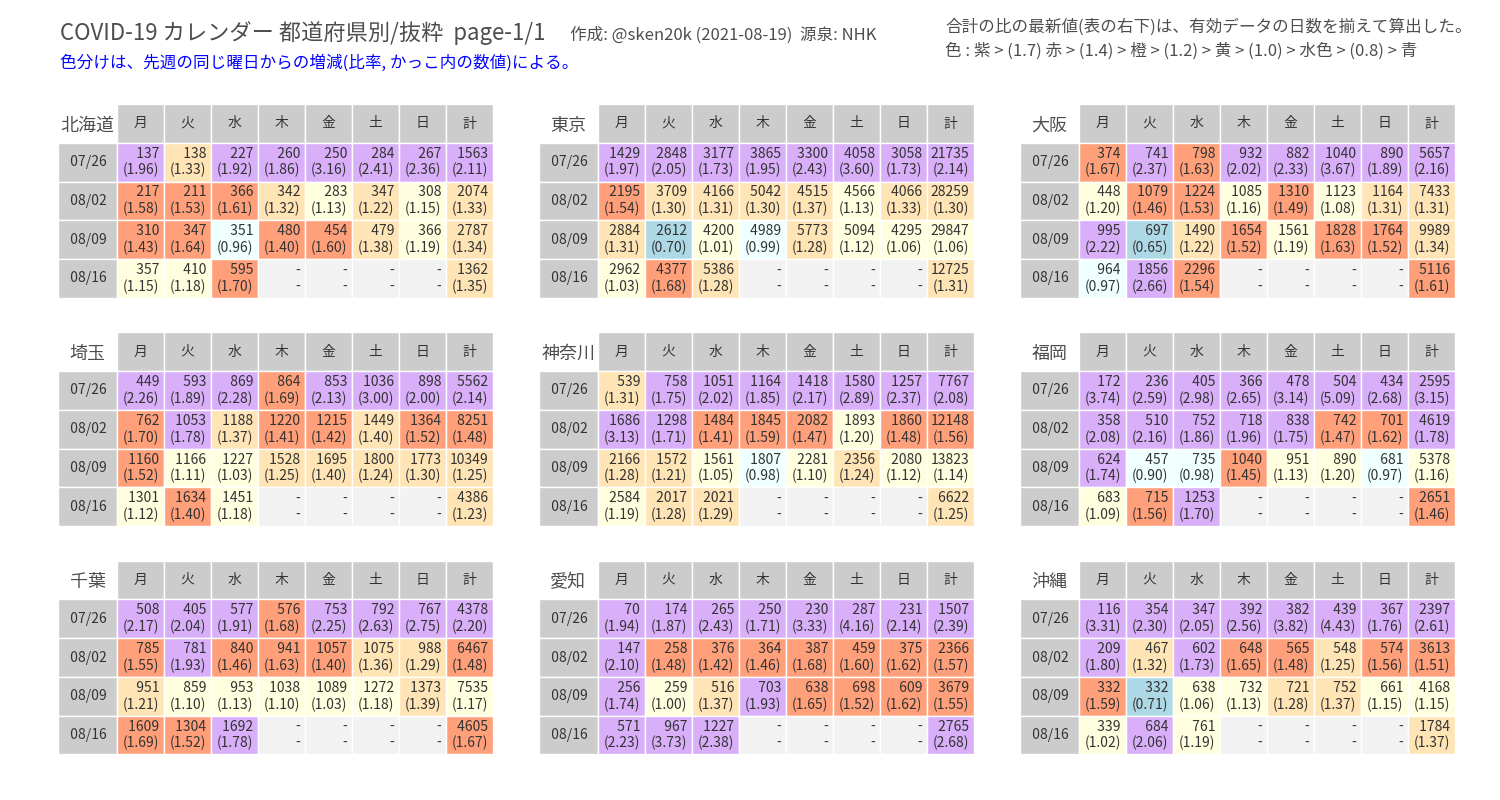 COVID-19 カレンダー 都道府県別/抜粋 page-1/1 作成: @sken20k (2021-08-19) 源泉: NHK
色分けは、先週の同じ曜日からの増減(比率, かっこ内の数値)による。
合計の比の最新値(表の右下)は、有効データの日数を揃えて算出した。
色 : 紫 > (1.7) 赤 > (1.4) > 橙 > (1.2) > 黄 > (1.0) > 水色 > (0.8) > 青
北海道 月 火 水 木 金 土 日 計
07/26 137 138 227 260 250 284 267 1563
(1.96) (1.33) (1.92) (1.86) (3.16) (2.41) (2.36) (2.11)
08/02 217 211 366 342 283 347 308 2074
(1.58) (1.53) (1.61) (1.32) (1.13) (1.22) (1.15) (1.33)
08/09 310 347 351 480 454 479 366 2787
(1.43) (1.64) (0.96) (1.40) (1.60) (1.38) (1.19) (1.34)
08/16 357 410 595 - - - - 1362
(1.15) (1.18) (1.70) - - - - (1.35)
東京 月 火 水 木 金 土 日 計
07/26 1429 2848 3177 3865 3300 4058 3058 21735
(1.97) (2.05) (1.73) (1.95) (2.43) (3.60) (1.73) (2.14)
08/02 2195 3709 4166 5042 4515 4566 4066 28259
(1.54) (1.30) (1.31) (1.30) (1.37) (1.13) (1.33) (1.30)
08/09 2884 2612 4200 4989 5773 5094 4295 29847
(1.31) (0.70) (1.01) (0.99) (1.28) (1.12) (1.06) (1.06)
08/16 2962 4377 5386 - - - - 12725
(1.03) (1.68) (1.28) - - - - (1.31)
大阪 月 火 水 木 金 土 日 計
07/26 374 741 798 932 882 1040 890 5657
(1.67) (2.37) (1.63) (2.02) (2.33) (3.67) (1.89) (2.16)
08/02 448 1079 1224 1085 1310 1123 1164 7433
(1.20) (1.46) (1.53) (1.16) (1.49) (1.08) (1.31) (1.31)
08/09 995 697 1490 1654 1561 1828 1764 9989
(2.22) (0.65) (1.22) (1.52) (1.19) (1.63) (1.52) (1.34)
08/16 964 1856 2296 - - - - 5116
(0.97) (2.66) (1.54) - - - - (1.61)
埼玉 月 火 水 木 金 土 日 計
07/26 449 593 869 864 853 1036 898 5562
(2.26) (1.89) (2.28) (1.69) (2.13) (3.00) (2.00) (2.14)
08/02 762 1053 1188 1220 1215 1449 1364 8251
(1.70) (1.78) (1.37) (1.41) (1.42) (1.40) (1.52) (1.48)
08/09 1160 1166 1227 1528 1695 1800 1773 10349
(1.52) (1.11) (1.03) (1.25) (1.40) (1.24) (1.30) (1.25)
08/16 1301 1634 1451 - - - - 4386
(1.12) (1.40) (1.18) - - - - (1.23)
神奈川 月 火 水 木 金 土 日 計
07/26 539 758 1051 1164 1418 1580 1257 7767
(1.31) (1.75) (2.02) (1.85) (2.17) (2.89) (2.37) (2.08)
08/02 1686 1298 1484 1845 2082 1893 1860 12148
(3.13) (1.71) (1.41) (1.59) (1.47) (1.20) (1.48) (1.56)
08/09 2166 1572 1561 1807 2281 2356 2080 13823
(1.28) (1.21) (1.05) (0.98) (1.10) (1.24) (1.12) (1.14)
08/16 2584 2017 2021 - - - - 6622
(1.19) (1.28) (1.29) - - - - (1.25)
福岡 月 火 水 木 金 土 日 計
07/26 172 236 405 366 478 504 434 2595
(3.74) (2.59) (2.98) (2.65) (3.14) (5.09) (2.68) (3.15)
08/02 358 510 752 718 838 742 701 4619
(2.08) (2.16) (1.86) (1.96) (1.75) (1.47) (1.62) (1.78)
08/09 624 457 735 1040 951 890 681 5378
(1.74) (0.90) (0.98) (1.45) (1.13) (1.20) (0.97) (1.16)
08/16 683 715 1253 - - - - 2651
(1.09) (1.56) (1.70) - - - - (1.46)
千葉 月 火 水 木 金 土 日 計
07/26 508 405 577 576 753 792 767 4378
(2.17) (2.04) (1.91) (1.68) (2.25) (2.63) (2.75) (2.20)
08/02 785 781 840 941 1057 1075 988 6467
(1.55) (1.93) (1.46) (1.63) (1.40) (1.36) (1.29) (1.48)
08/09 951 859 953 1038 1089 1272 1373 7535
(1.21) (1.10) (1.13) (1.10) (1.03) (1.18) (1.39) (1.17)
08/16 1609 1304 1692 - - - - 4605
(1.69) (1.52) (1.78) - - - - (1.67)
愛知 月 火 水 木 金 土 日 計
07/26 70 174 265 250 230 287 231 1507
(1.94) (1.87) (2.43) (1.71) (3.33) (4.16) (2.14) (2.39)
08/02 147 258 376 364 387 459 375 2366
(2.10) (1.48) (1.42) (1.46) (1.68) (1.60) (1.62) (1.57)
08/09 256 259 516 703 638 698 609 3679
(1.74) (1.00) (1.37) (1.93) (1.65) (1.52) (1.62) (1.55)
08/16 571 967 1227 - - - - 2765
(2.23) (3.73) (2.38) - - - - (2.68)
沖縄 月 火 水 木 金 土 日 計
07/26 116 354 347 392 382 439 367 2397
(3.31) (2.30) (2.05) (2.56) (3.82) (4.43) (1.76) (2.61)
08/02 209 467 602 648 565 548 574 3613
(1.80) (1.32) (1.73) (1.65) (1.48) (1.25) (1.56) (1.51)
08/09 332 332 638 732 721 752 661 4168
(1.59) (0.71) (1.06) (1.13) (1.28) (1.37) (1.15) (1.15)
08/16 339 684 761 - - - - 1784
(1.02) (2.06) (1.19) - - - - (1.37)